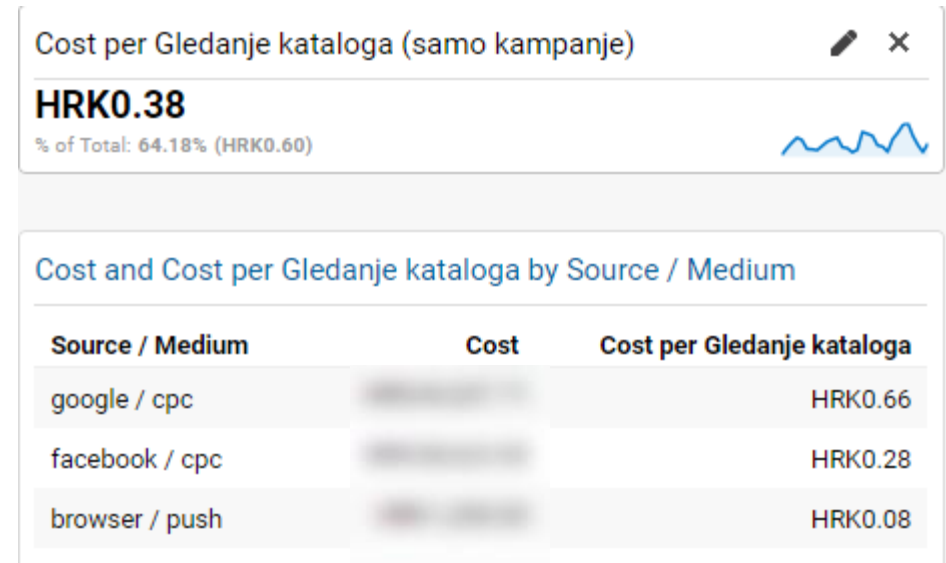 Cost per Gledanje kataloga (samo kampanje)
HRK0.38
% of Total: 64.18% (HRK0.60)
Cost and Cost per Gledanje kataloga by Source / Medium
Source / Medium Cost Cost per Gledanje kataloga
google / cpc HRK0.66
facebook / cpc HRK0.28
browser / push HRK0.08